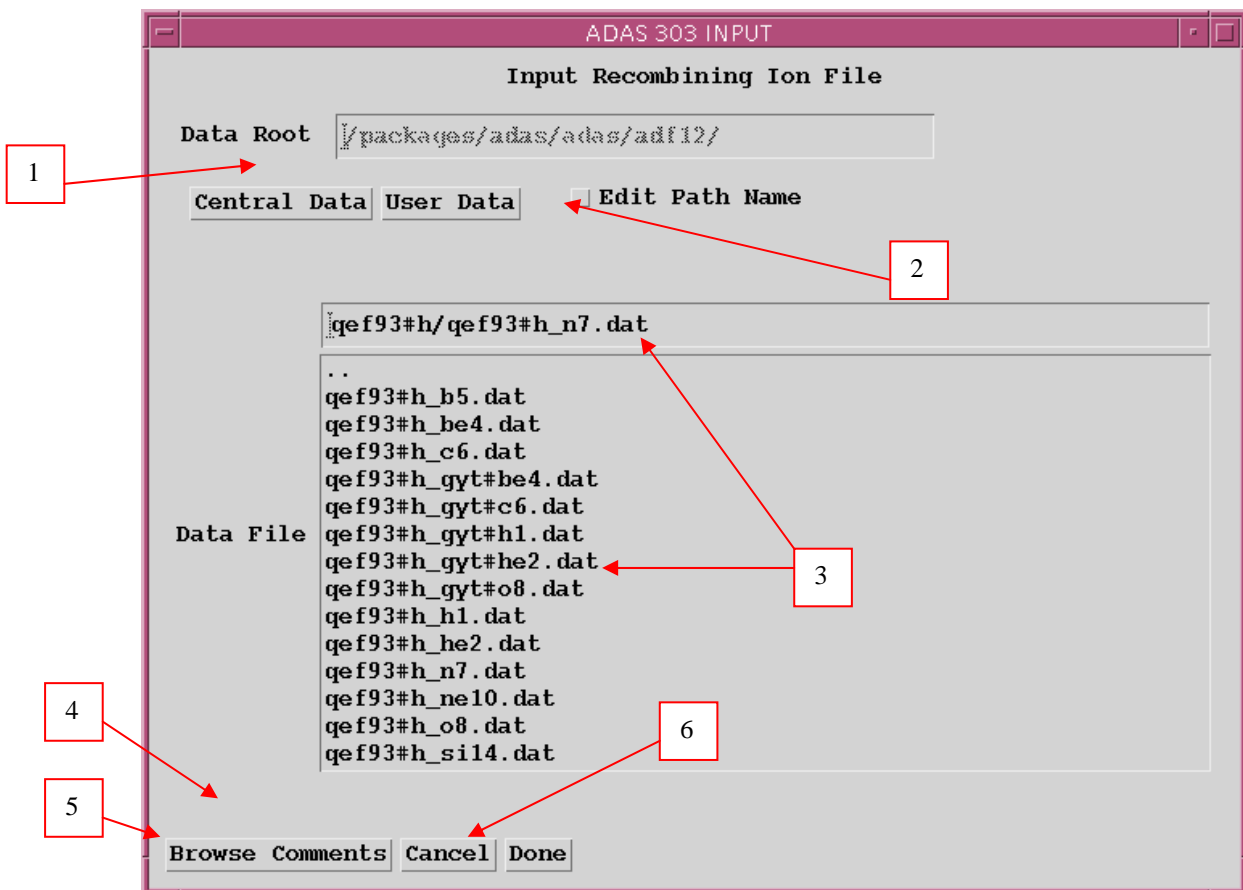 ADAS 303 INPUT
Input Recombining Ion File
Data Root /packages/adas/adas/adf12/
1
Central Data User Data Edit Path Name
2
qef93#h/qef93#h_n7.dat
..
qef93#h_b5.dat
qef93#h_be4.dat
qef93#h_c6.dat
qef93#h_gyt#be4.dat
qef93#h_gyt#c6.dat
Data File qef93#h_gyt#h1.dat
qef93#h_gyt#he2.dat
3
qef93#h_gyt#o8.dat
qef93#h_h1.dat
qef93#h_he2.dat
qef93#h_n7.dat
qef93#h_ne10.dat
4
qef93#h_o8.dat
6
qef93#h_si14.dat
5
Browse Comments Cancel Done